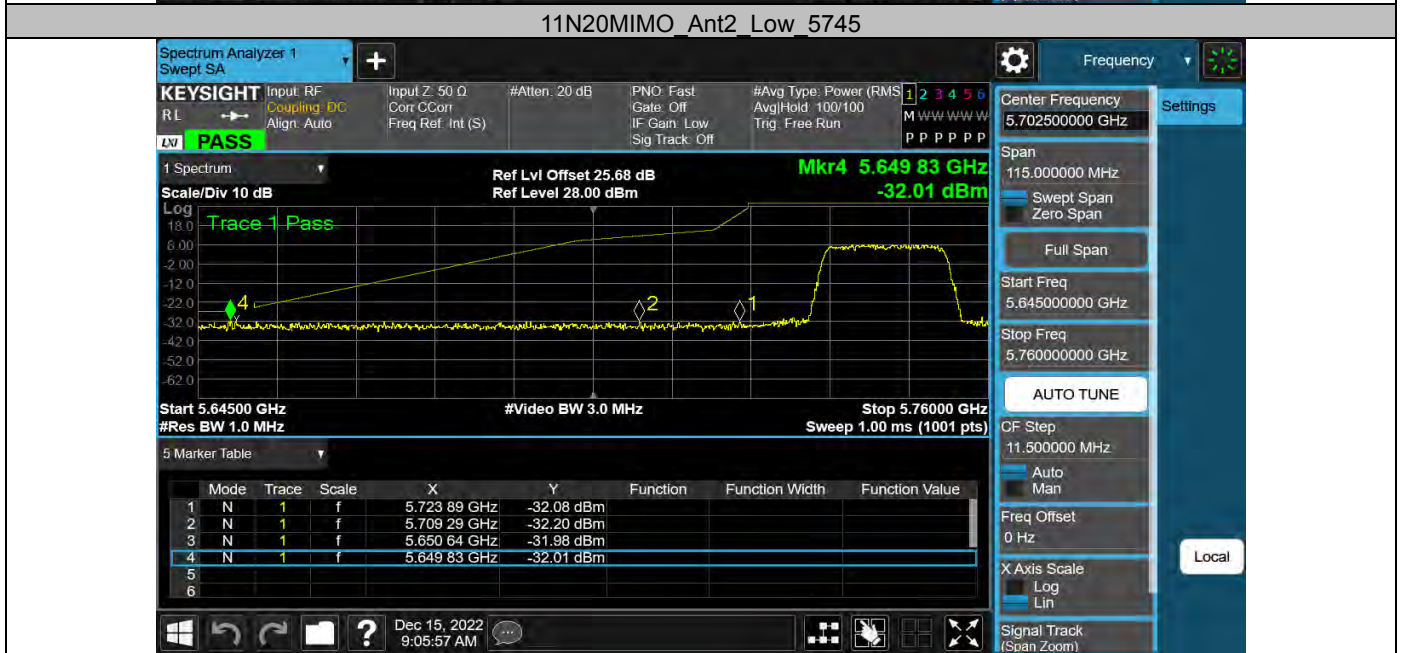 11N20MIMO_Ant2_Low_5745
Spectrum Analyzer 1
Swept SA
+
Frequency
KEYSIGHT
RL
LXI PASS
Input: RF
Coupling: DC
Align: Auto
Input Z: 50 Ω
Corr CCorr
Freq Ref: Int (S)
#Atten: 20 dB
PNO: Fast
Gate: Off
IF Gain: Low
Sig Track: Off
#Avg Type: Power (RMS
Avg|Hold: 100/100
Trig: Free Run
1 2 3 4 5 6
M W W W W W
P P P P P P
Center Frequency
5.702500000 GHz
Settings
Span
115.000000 MHz
Swept Span
Zero Span
Full Span
Start Freq
5.645000000 GHz
Stop Freq
5.760000000 GHz
AUTO TUNE
CF Step
11.500000 MHz
Auto
Man
Freq Offset
0 Hz
X Axis Scale
Log
Lin
Signal Track
(Span Zoom)
Local
1 Spectrum
Scale/Div 10 dB
Ref Lvl Offset 25.68 dB
Ref Level 28.00 dBm
Mkr4 5.649 83 GHz
-32.01 dBm
Log
Trace 1 Pass
18.0
8.00
-2.00
-12.0
-22.0
-32.0
-42.0
-52.0
-62.0
4
2
1
Start 5.64500 GHz
#Video BW 3.0 MHz
Stop 5.76000 GHz
#Res BW 1.0 MHz
Sweep 1.00 ms (1001 pts)
5 Marker Table
Mode Trace Scale X Y Function Function Width Function Value
1 N 1 f 5.723 89 GHz -32.08 dBm
2 N 1 f 5.709 29 GHz -32.20 dBm
3 N 1 f 5.650 64 GHz -31.98 dBm
4 N 1 f 5.649 83 GHz -32.01 dBm
5
6
?
Dec 15, 2022
9:05:57 AM